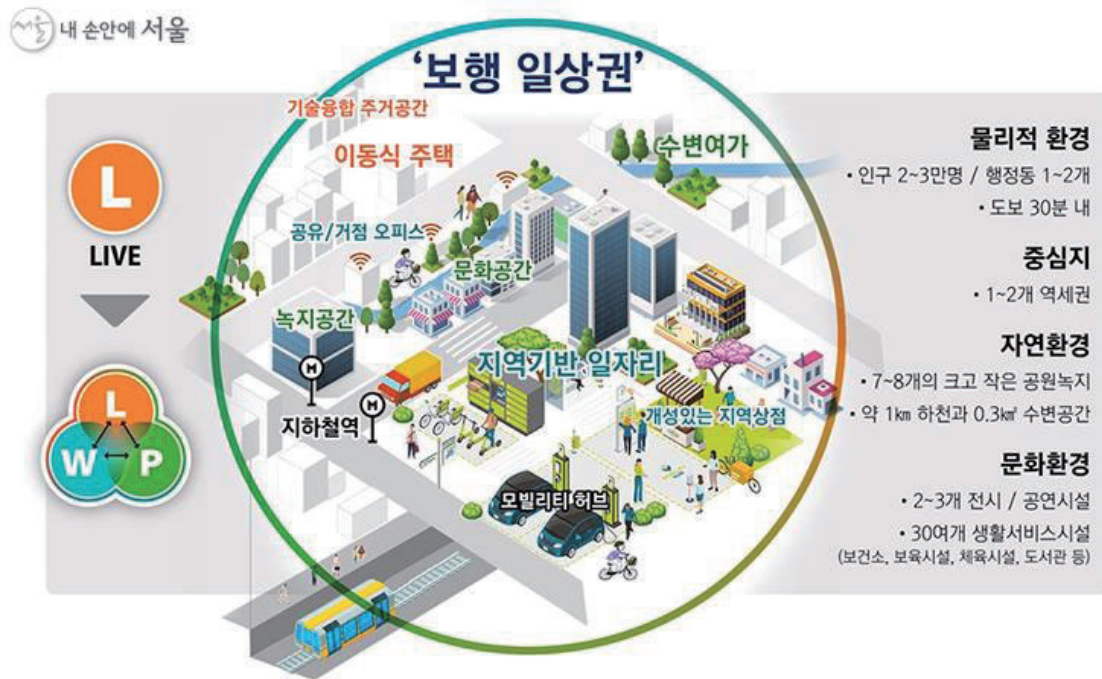 서울 내 손안에 서울
'보행 일상권'
L
LIVE
L
W P
기술융합 주거공간
이동식 주택
수변여가
공유/거점 오피스
문화공간
녹지공간
지역기반 일자리
M
M
지하철역
개성있는 지역상점
모빌리티 허브
물리적 환경
• 인구 2~3만명 / 행정동 1~2개
• 도보 30분 내
중심지
• 1~2개 역세권
자연환경
• 7~8개의 크고 작은 공원녹지
• 약 1㎞ 하천과 0.3㎢ 수변공간
문화환경
• 2~3개 전시 / 공연시설
• 30여개 생활서비스시설
(보건소, 보육시설, 체육시설, 도서관 등)